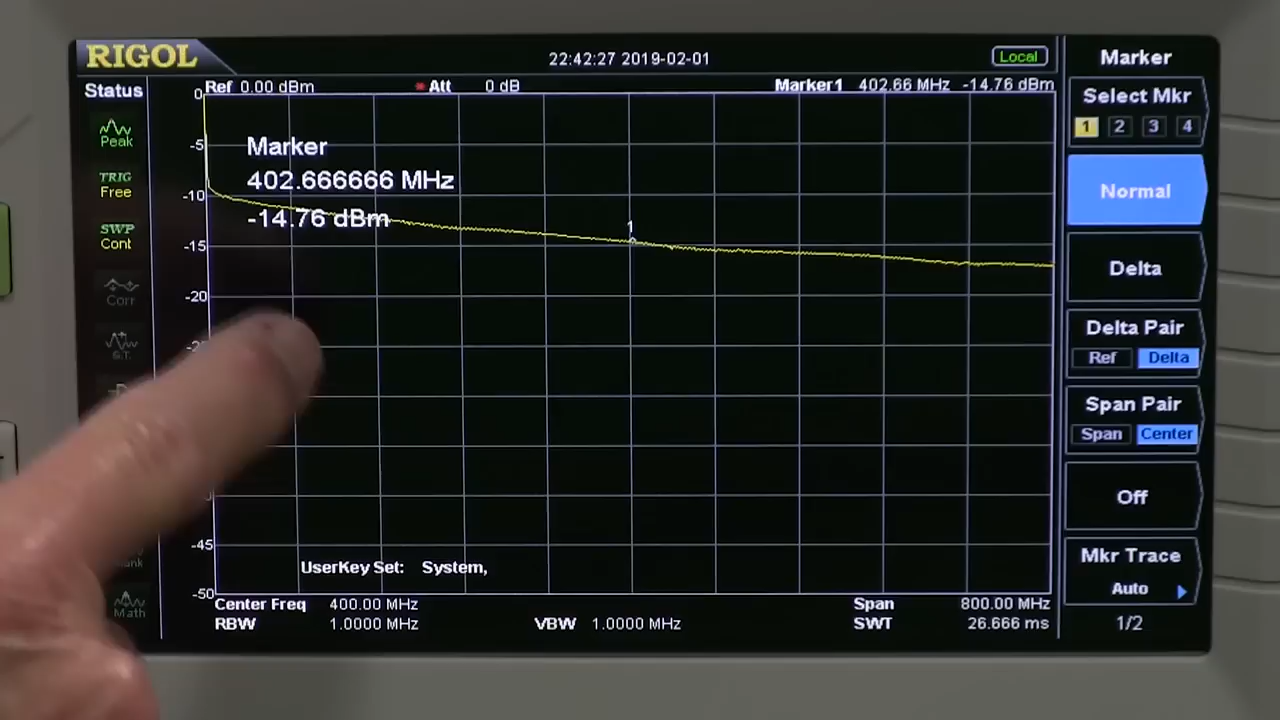 RIGOL
22:42:27 2019-02-01
Local
Status
Ref 0.00 dBm
Att 0 dB
Marker1 402.66 MHz -14.76 dBm
Peak
TRIG
Free
SWP
Cont
Corr
Math
0
-5
-10
-15
-20
-45
-50
Marker
402.666666 MHz
-14.76 dBm
1
UserKey Set: System,
Center Freq 400.00 MHz
Span 800.00 MHz
RBW 1.0000 MHz
VBW 1.0000 MHz
SWT 26.666 ms
Marker
Select Mkr
1 2 3 4
Normal
Delta
Delta Pair
Ref Delta
Span Pair
Span Center
Off
Mkr Trace
Auto
1/2